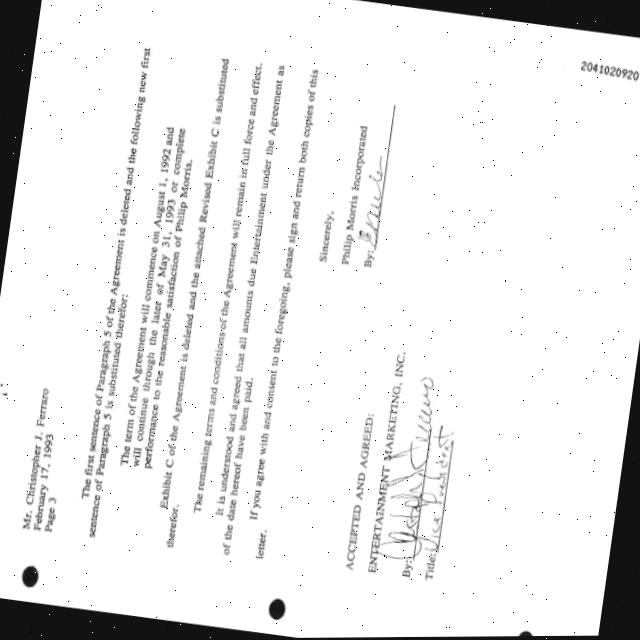 Mr. Christopher J. Ferraro
February 17, 1993
Page 3
The first sentence of Paragraph 5 of the Agreement is deleted and the following new first
sentence of Paragraph 5 is substituted therefor:
The term of the Agreement will commence on August 1, 1992 and
will continue through the later of May 31, 1993 or complete
performance to the reasonable satisfaction of Philip Morris.
Exhibit C of the Agreement is deleted and the attached Revised Exhibit C is substituted
therefor.
The remaining terms and conditions of the Agreement will remain in full force and effect.
It is understood and agreed that all amounts due Entertainment under the Agreement as
of the date hereof have been paid.
If you agree with and consent to the foregoing, please sign and return both copies of this
letter.
Sincerely,
Philip Morris Incorporated
By:
ACCEPTED AND AGREED:
ENTERTAINMENT MARKETING, INC.
By:
Title: Vice President
2041026920